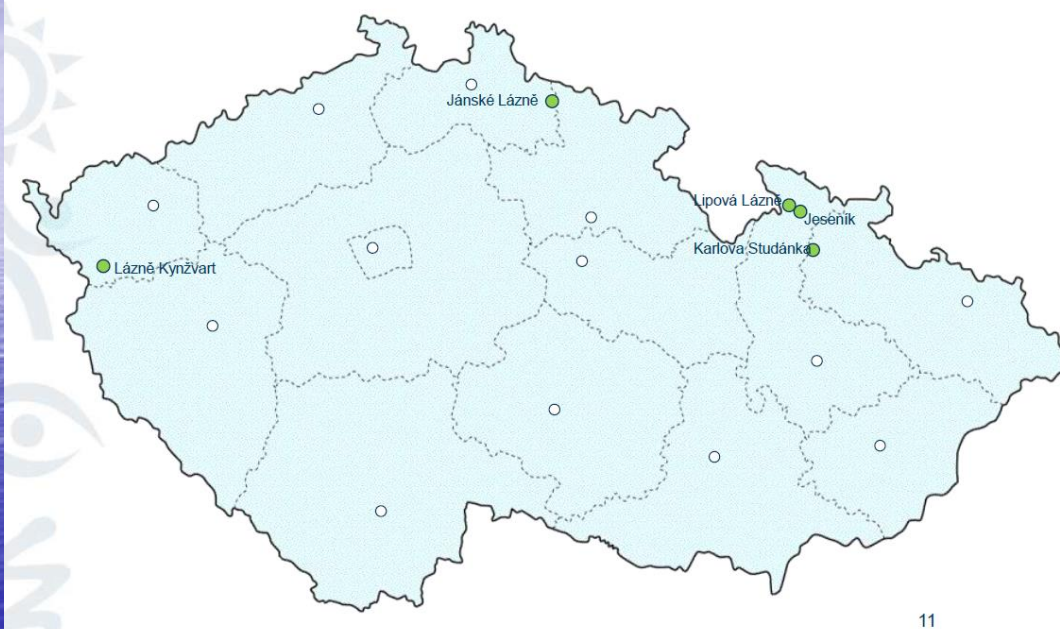 Jánské Lázně
Lipová Lázně
Jeseník
Karlova Studánka
Lázně Kynžvart
11